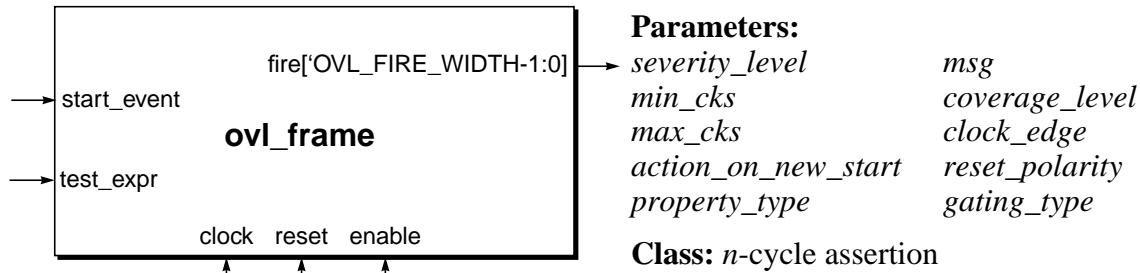 fire[‘OVL_FIRE_WIDTH-1:0]
start_event
ovl_frame
test_expr
clock reset enable
Parameters:
severity_level msg
min_cks coverage_level
max_cks clock_edge
action_on_new_start reset_polarity
property_type gating_type
Class: n-cycle assertion